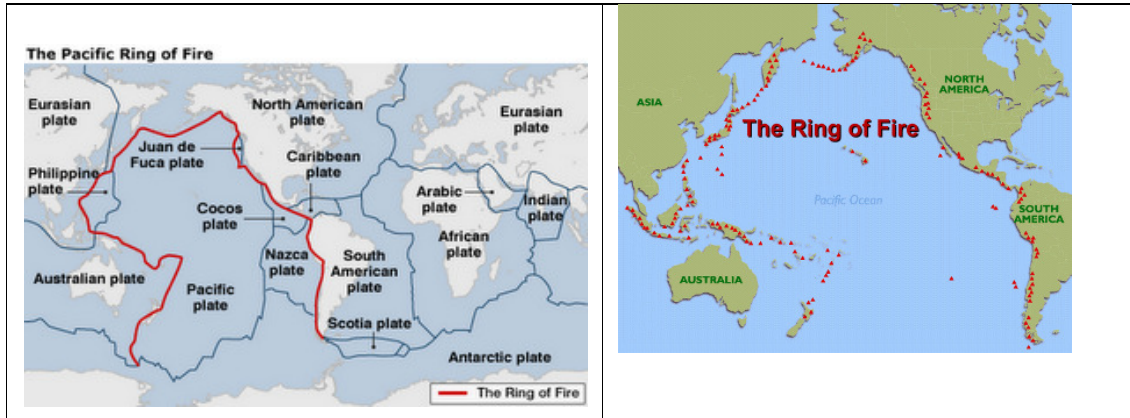 The Pacific Ring of Fire
Eurasian
plate
North American
plate
Eurasian
plate
Juan de
Fuca plate
Caribbean
plate
Philippine
plate
Cocos
plate
Arabic
plate
Indian
plate
Nazca
plate
South
American
plate
African
plate
Australian plate
Pacific
plate
Scotia plate
Antarctic plate
The Ring of Fire
ASIA
NORTH
AMERICA
The Ring of Fire
Pacific Ocean
SOUTH
AMERICA
AUSTRALIA